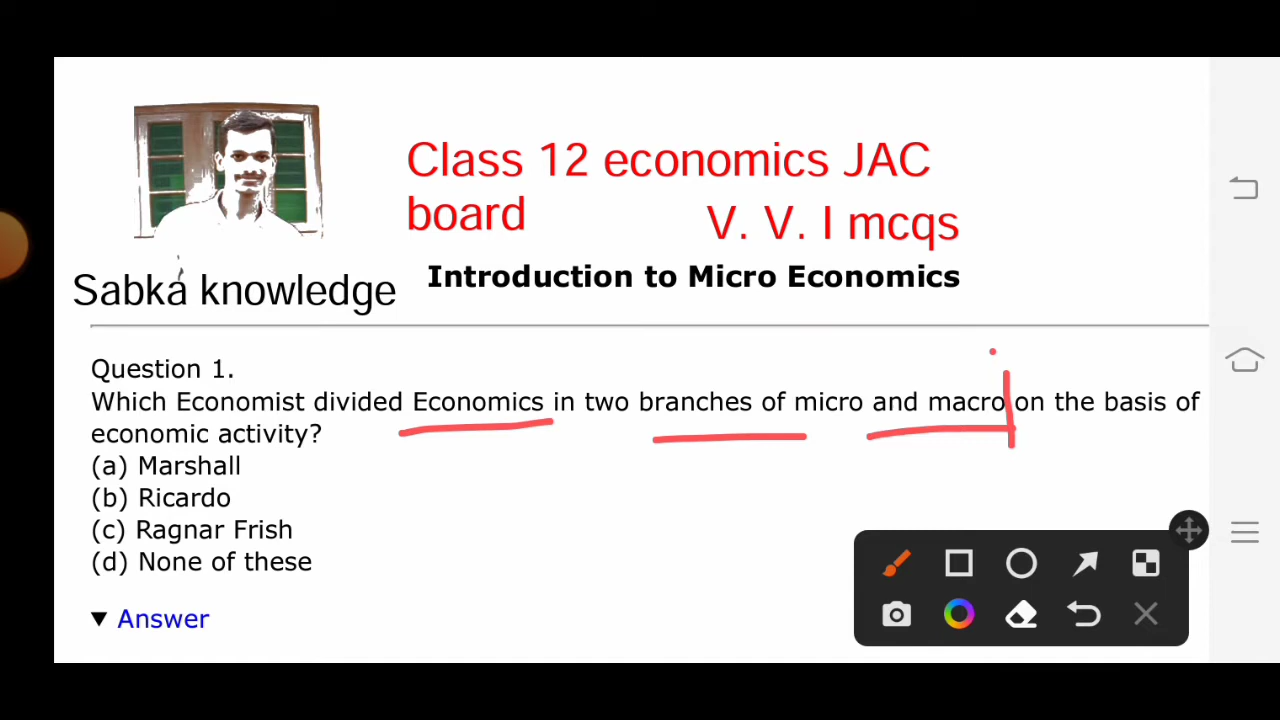 Class 12 economics JAC
board V. V. I mcqs
Sabka knowledge
Introduction to Micro Economics
Question 1.
Which Economist divided Economics in two branches of micro and macro on the basis of
economic activity?
(a) Marshall
(b) Ricardo
(c) Ragnar Frish
(d) None of these
▼ Answer